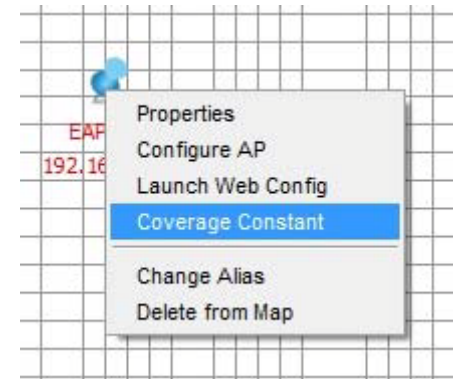 Properties
EAP
Configure AP
192.16
Launch Web Config
Coverage Constant
Change Alias
Delete from Map